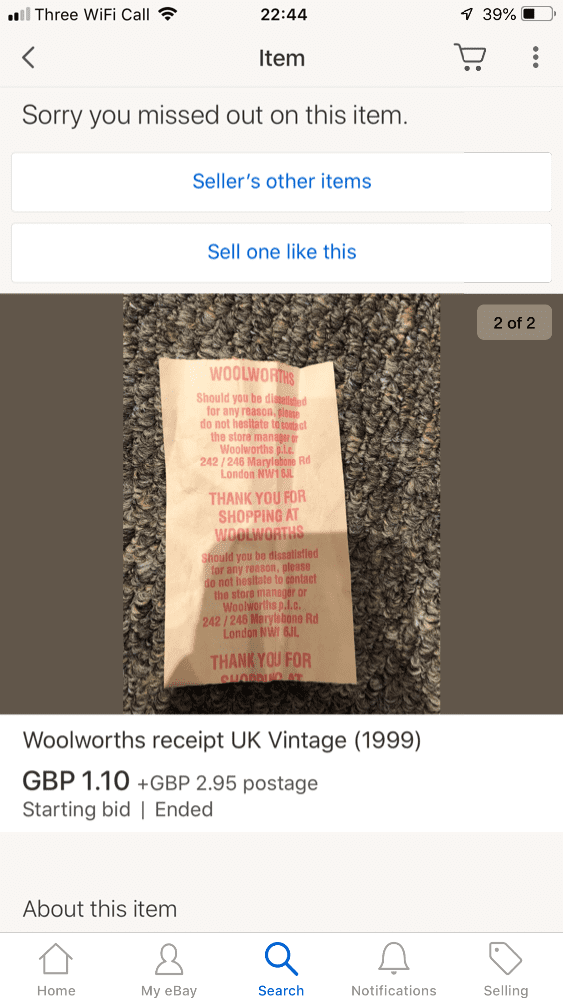 Three WiFi Call 22:44 39%
Item
Sorry you missed out on this item.
Seller's other items
Sell one like this
2 of 2
WOOLWORTHS
Should you be dissatisfied
for any reason, please
do not hesitate to contact
the store manager or
Woolworths p.l.c.
242 / 246 Marylebone Rd
London NW1 6JL
THANK YOU FOR
SHOPPING AT
WOOLWORTHS
Should you be dissatisfied
for any reason, please
do not hesitate to contact
the store manager or
Woolworths p.l.c.
242 / 246 Marylebone Rd
London NW1 6JL
THANK YOU FOR
SHOPPING AT
Woolworths receipt UK Vintage (1999)
GBP 1.10 +GBP 2.95 postage
Starting bid | Ended
About this item
Home My eBay Search Notifications Selling